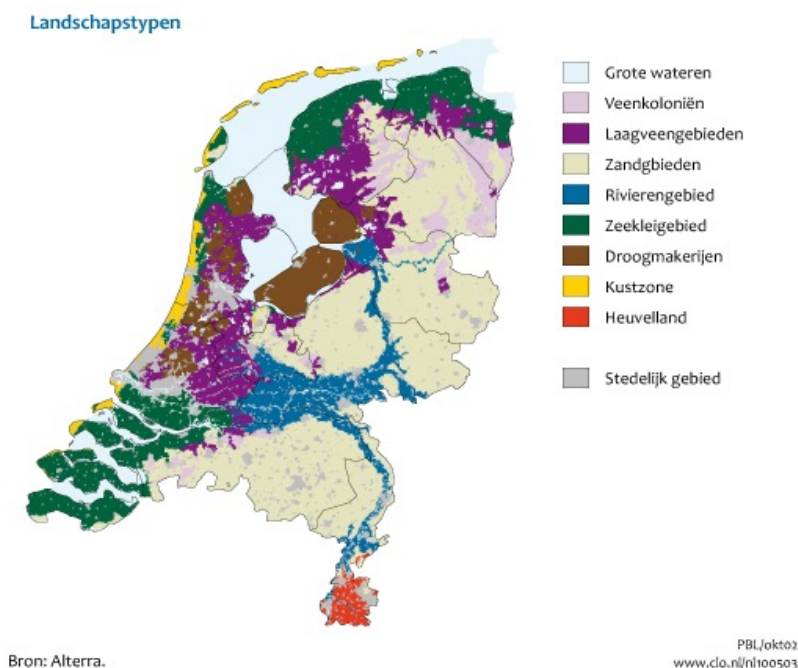 Landschapstypen
Grote wateren
Veenkoloniën
Laagveengebieden
Zandgbieden
Rivierengebied
Zeekleigebied
Droogmakerijen
Kustzone
Heuvelland
Stedelijk gebied
PBL/okt02
Bron: Alterra.
www.clo.nl/nl100503